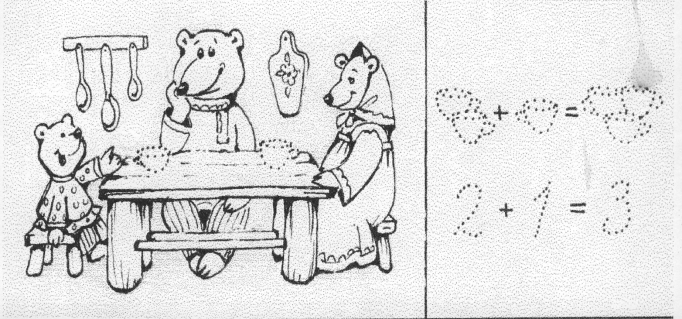 + =
2 + 1 = 3